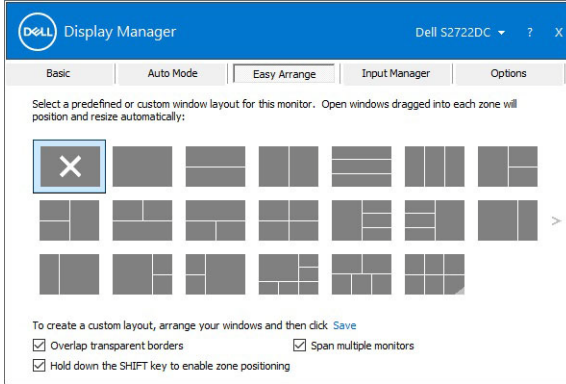 DELL Display Manager Dell S2722DC ? X
Basic Auto Mode Easy Arrange Input Manager Options
Select a predefined or custom window layout for this monitor. Open windows dragged into each zone will
position and resize automatically:
>
To create a custom layout, arrange your windows and then click Save
Overlap transparent borders Span multiple monitors
Hold down the SHIFT key to enable zone positioning